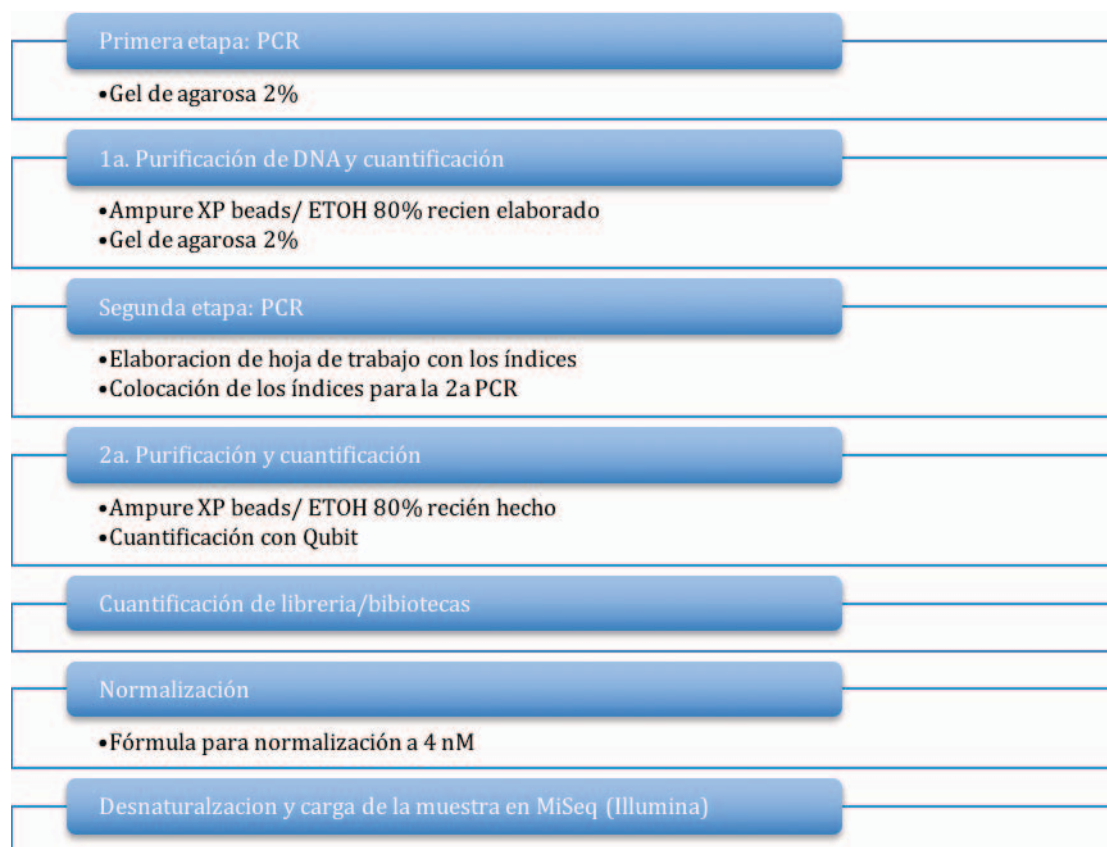 Primera etapa: PCR
•Gel de agarosa 2%
1a. Purificación de DNA y cuantificación
•Ampure XP beads/ ETOH 80% recien elaborado
•Gel de agarosa 2%
Segunda etapa: PCR
•Elaboracion de hoja de trabajo con los índices
•Colocación de los índices para la 2a PCR
2a. Purificación y cuantificación
•Ampure XP beads/ ETOH 80% recién hecho
•Cuantificación con Qubit
Cuantificación de libreria/bibiotecas
Normalización
•Fórmula para normalización a 4 nM
Desnaturalzacion y carga de la muestra en MiSeq (Illumina)